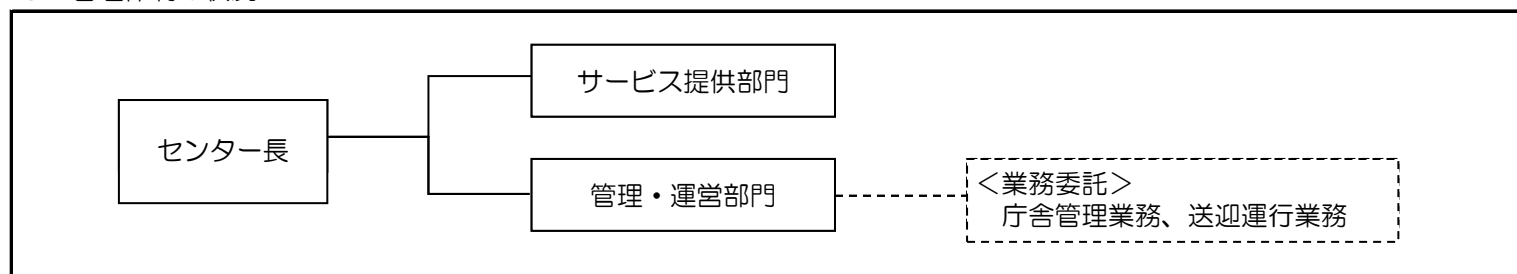 サービス提供部門
センター長
管理・運営部門
＜業務委託＞
庁舎管理業務、送迎運行業務